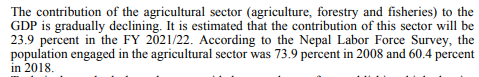 The contribution of the agricultural sector (agriculture, forestry and fisheries) to the
GDP is gradually declining. It is estimated that the contribution of this sector will be
23.9 percent in the FY 2021/22. According to the Nepal Labor Force Survey, the
population engaged in the agricultural sector was 73.9 percent in 2008 and 60.4 percent
in 2018.